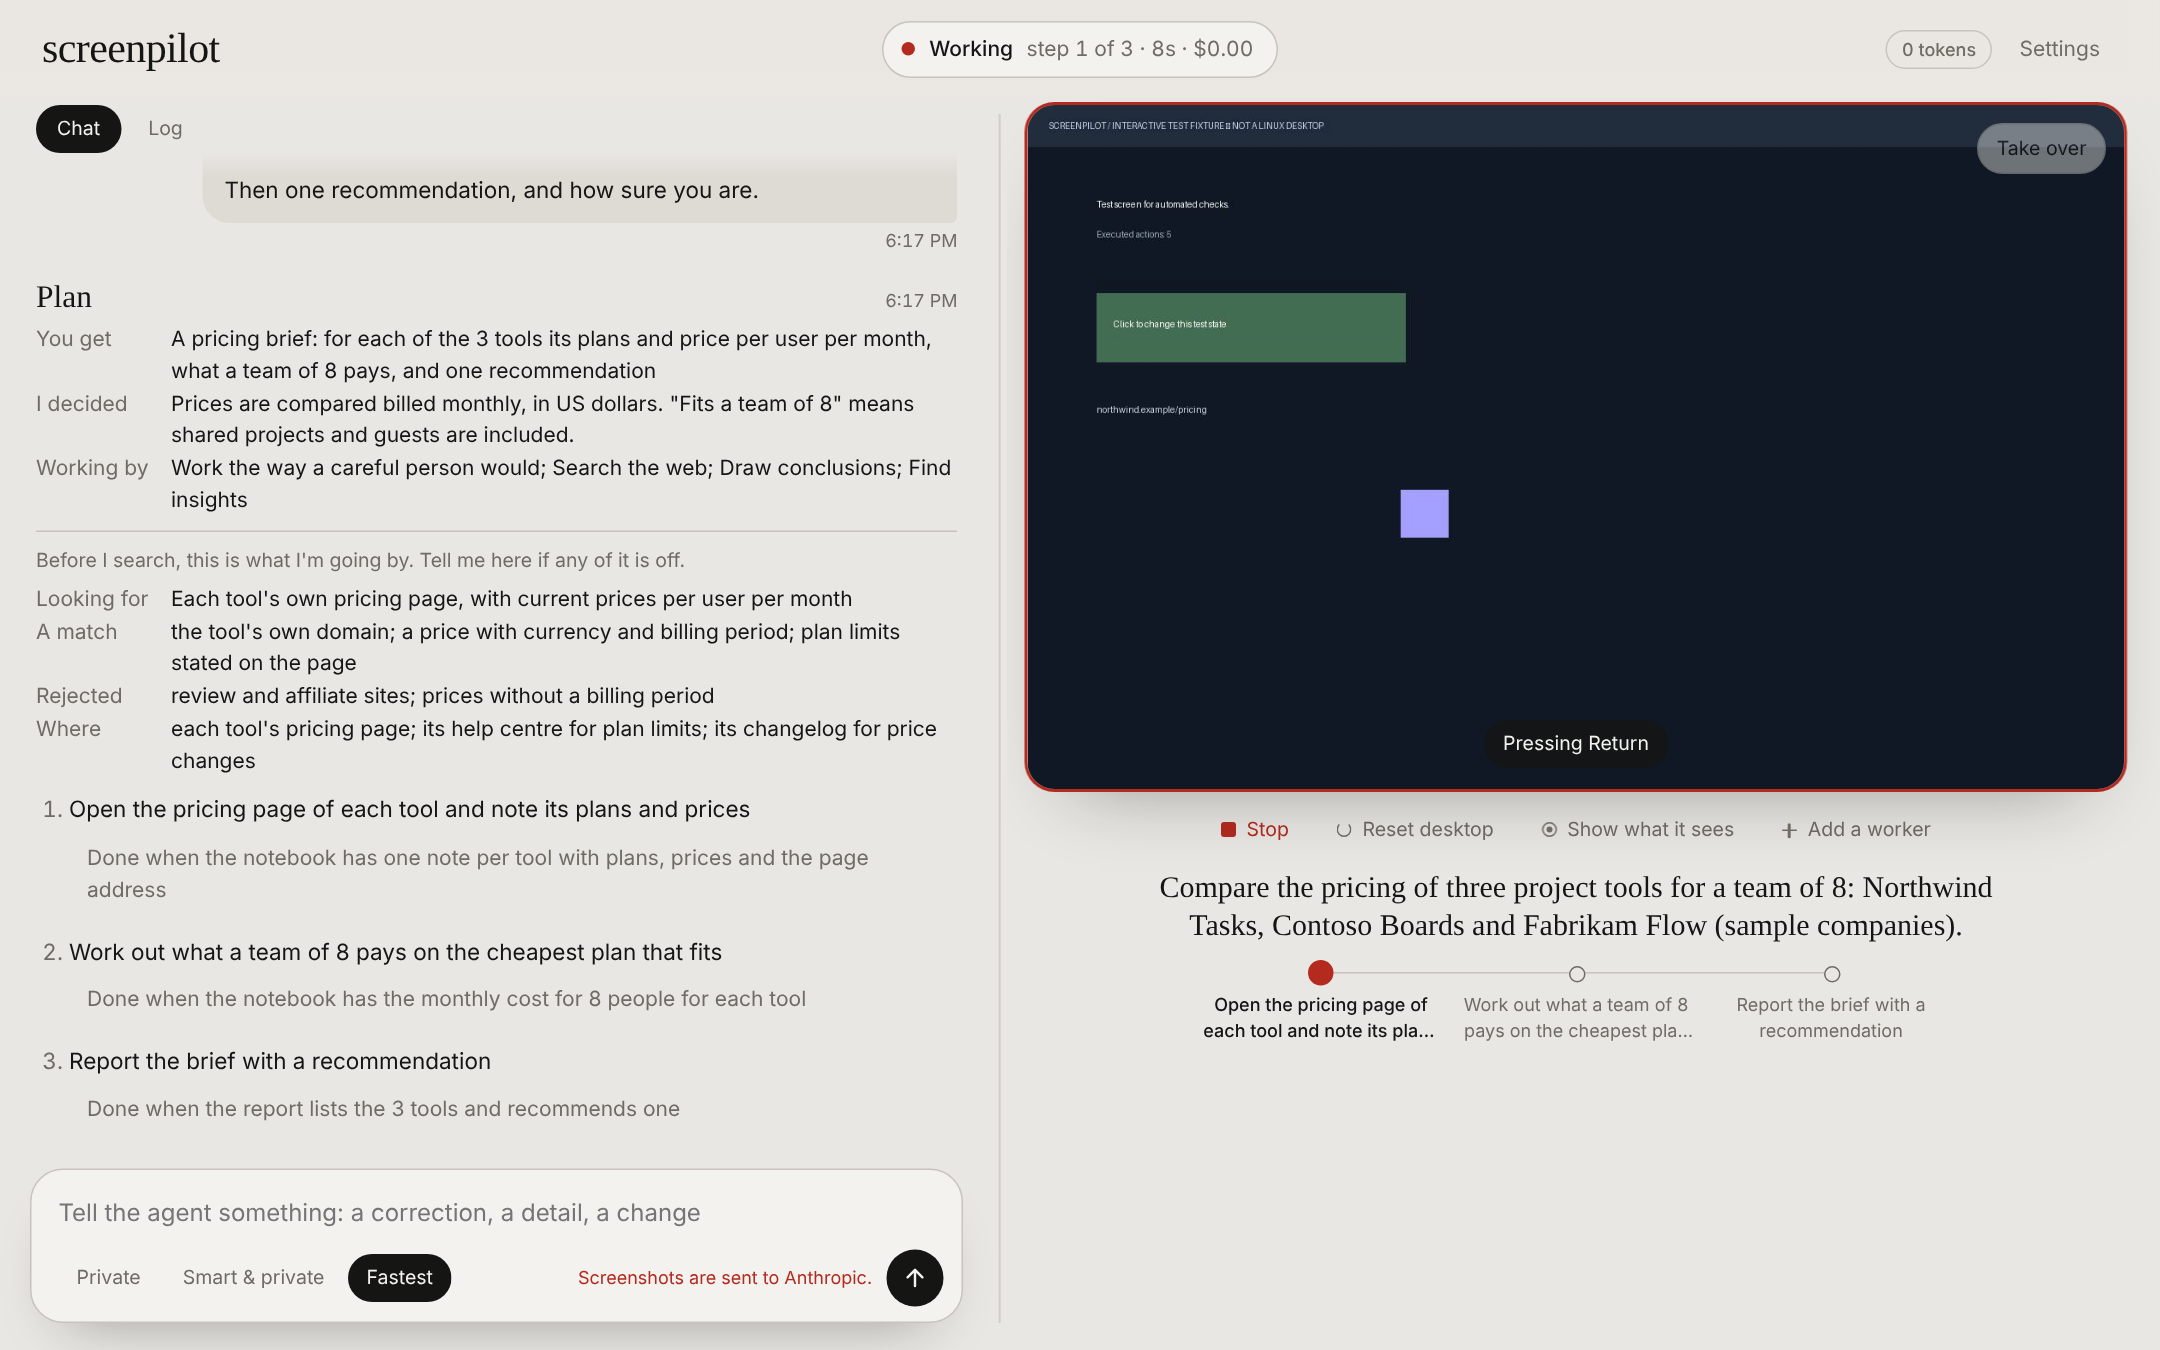 screenpilot
Working step 1 of 3 · 8s · $0.00
0 tokens
Settings
Chat
Log
Then one recommendation, and how sure you are.
6:17 PM
Plan
6:17 PM
You get
A pricing brief: for each of the 3 tools its plans and price per user per month,
what a team of 8 pays, and one recommendation
I decided
Prices are compared billed monthly, in US dollars. "Fits a team of 8" means
shared projects and guests are included.
Working by
Work the way a careful person would; Search the web; Draw conclusions; Find
insights
Before I search, this is what I'm going by. Tell me here if any of it is off.
Looking for
Each tool's own pricing page, with current prices per user per month
A match
the tool's own domain; a price with currency and billing period; plan limits
stated on the page
Rejected
review and affiliate sites; prices without a billing period
Where
each tool's pricing page; its help centre for plan limits; its changelog for price
changes
1. Open the pricing page of each tool and note its plans and prices
Done when the notebook has one note per tool with plans, prices and the page
address
2. Work out what a team of 8 pays on the cheapest plan that fits
Done when the notebook has the monthly cost for 8 people for each tool
3. Report the brief with a recommendation
Done when the report lists the 3 tools and recommends one
Tell the agent something: a correction, a detail, a change
Private
Smart & private
Fastest
Screenshots are sent to Anthropic.
SCREENPILOT / INTERACTIVE TEST FIXTURE NOT A LINUX DESKTOP
Take over
Test screen for automated checks.
Executed actions: 5
Click to change this test state
northwind.example/pricing
Pressing Return
Stop
Reset desktop
Show what it sees
Add a worker
Compare the pricing of three project tools for a team of 8: Northwind
Tasks, Contoso Boards and Fabrikam Flow (sample companies).
Open the pricing page of
each tool and note its pla...
Work out what a team of 8
pays on the cheapest pla...
Report the brief with a
recommendation